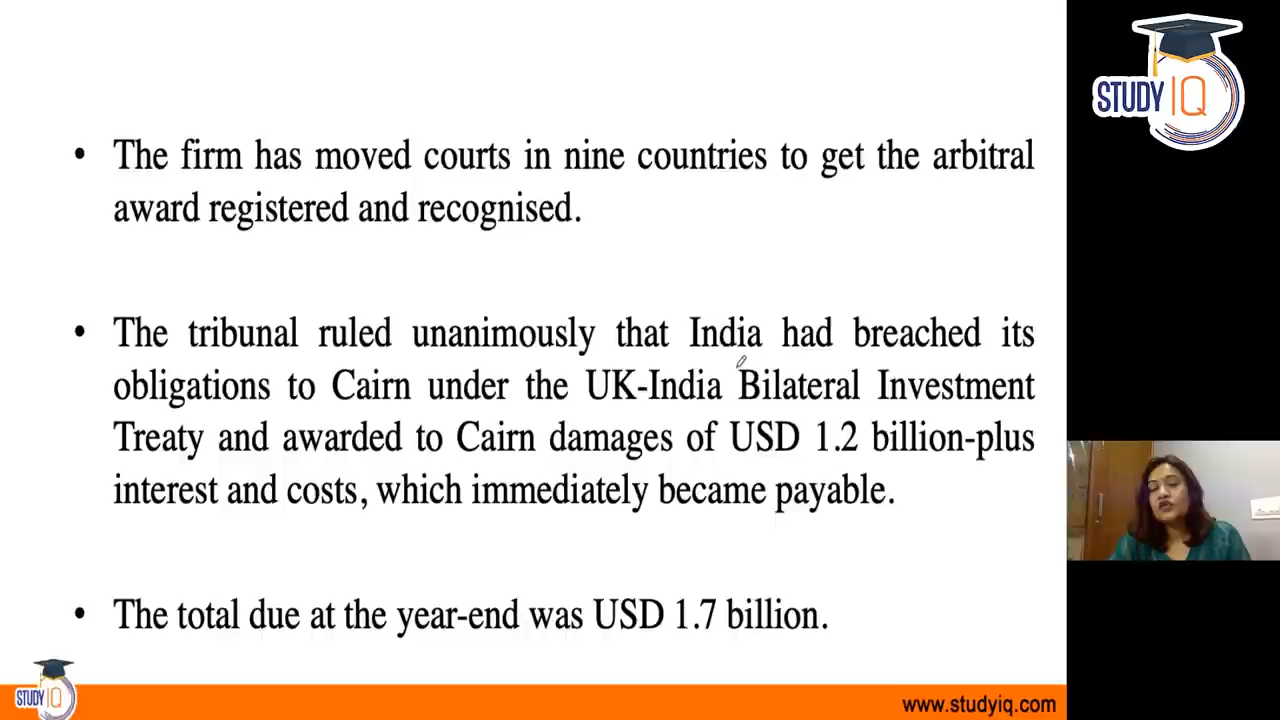 STUDY IQ
• The firm has moved courts in nine countries to get the arbitral
award registered and recognised.
• The tribunal ruled unanimously that India had breached its
obligations to Cairn under the UK-India Bilateral Investment
Treaty and awarded to Cairn damages of USD 1.2 billion-plus
interest and costs, which immediately became payable.
• The total due at the year-end was USD 1.7 billion.
STUDY IQ
www.studyiq.com